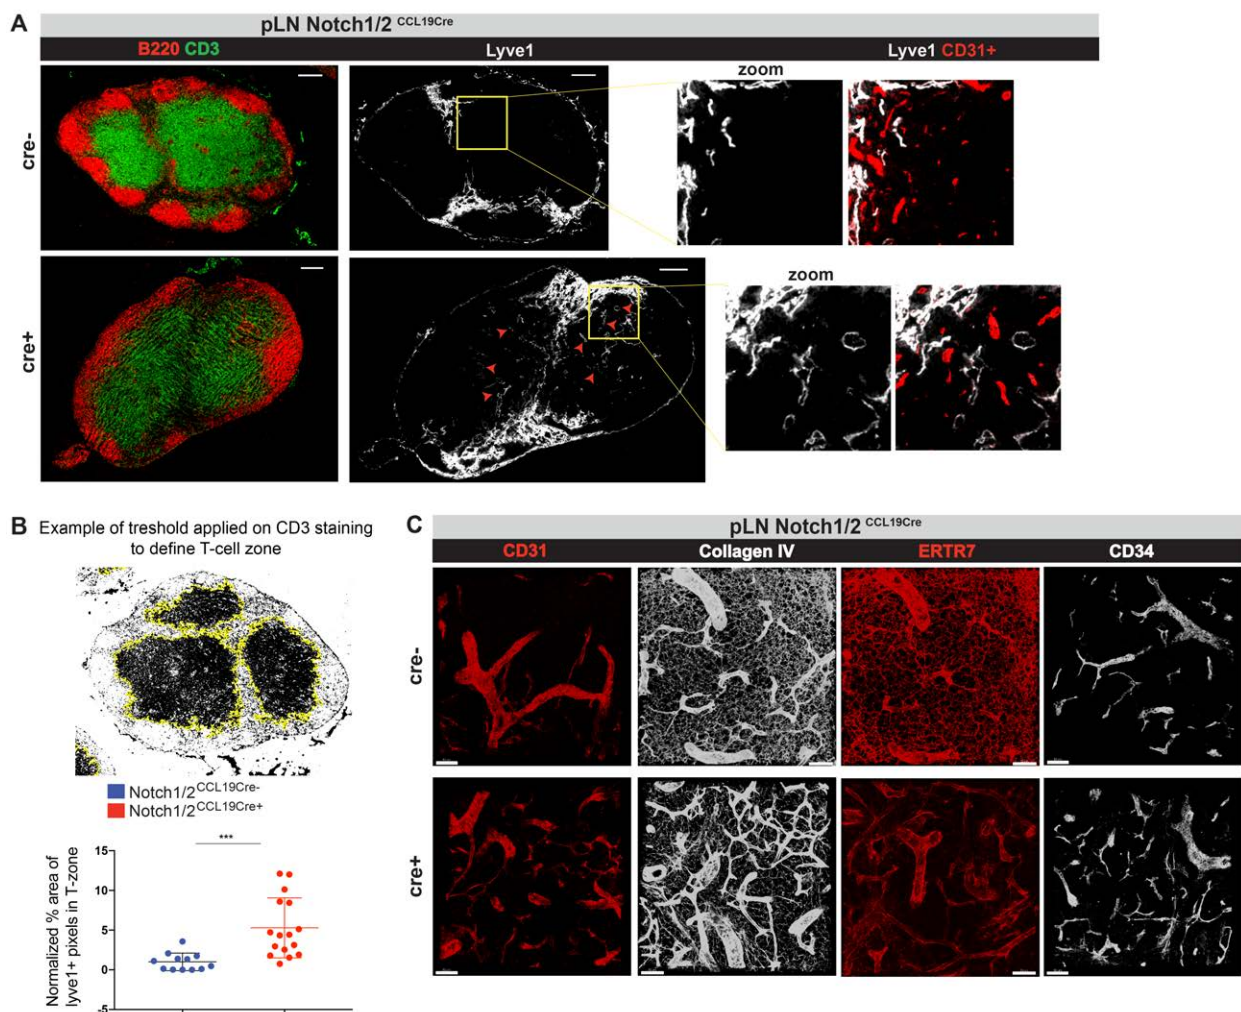 A
pLN Notch1/2 CCL19Cre
B220 CD3
Lyve1
Lyve1 CD31+
zoom
cre-
zoom
cre+
B Example of treshold applied on CD3 staining
to define T-cell zone
Notch1/2CCL19Cre-
Notch1/2CCL19Cre+
***
Normalized % area of
lyve1+ pixels in T-zone
15
10
5
0
-5
C
pLN Notch1/2 CCL19Cre
CD31
Collagen IV
ERTR7
CD34
cre-
cre+